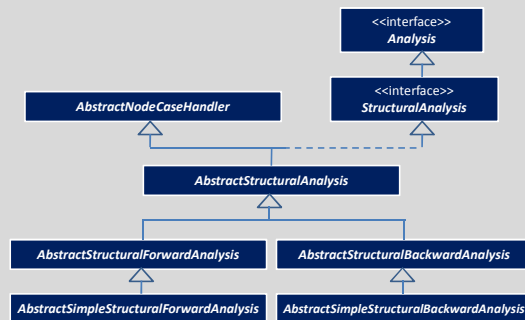 <<interface>>
Analysis
<<interface>>
StructuralAnalysis
AbstractNodeCaseHandler
AbstractStructuralAnalysis
AbstractStructuralForwardAnalysis
AbstractStructuralBackwardAnalysis
AbstractSimpleStructuralForwardAnalysis
AbstractSimpleStructuralBackwardAnalysis